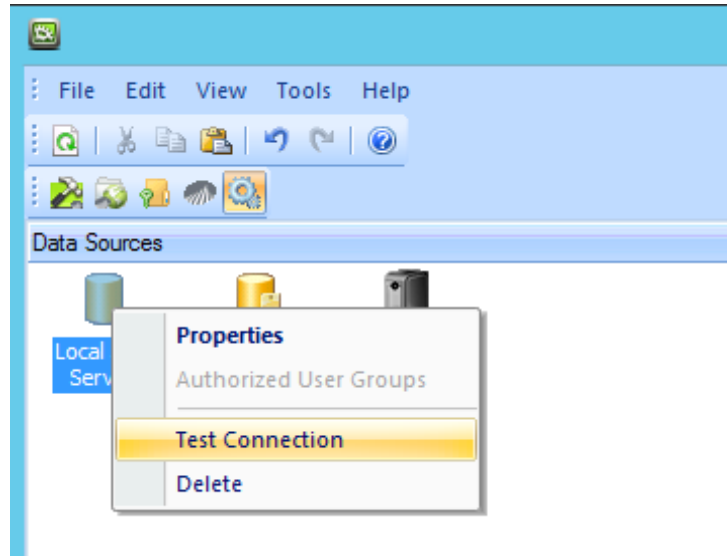 File Edit View Tools Help
Data Sources
Local
Serv
Properties
Authorized User Groups
Test Connection
Delete